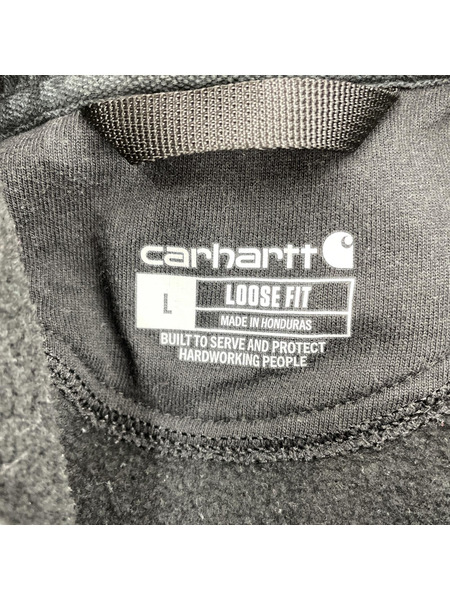 carhartt
L
LOOSE FIT
MADE IN HONDURAS
BUILT TO SERVE AND PROTECT
HARDWORKING PEOPLE